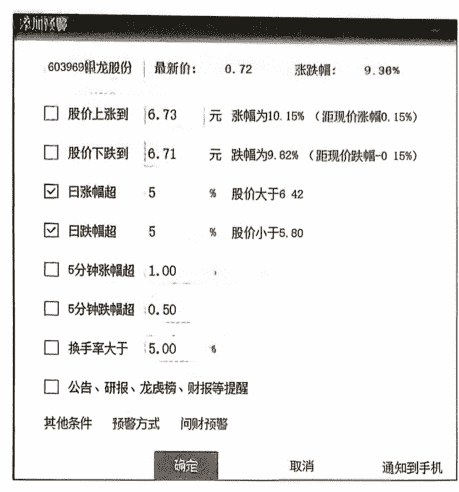 添加预警
603969银龙股份 最新价: 0.72 涨跌幅: 9.36%
股价上涨到 6.73 元 涨幅为10.15% (距现价涨幅0.15%)
股价下跌到 6.71 元 跌幅为9.82% (距现价跌幅-0 15%)
日涨幅超 5 % 股价大于6 42
日跌幅超 5 % 股价小于5.80
5分钟涨幅超 1.00
5分钟跌幅超 0.50
换手率大于 5.00 %
公告、研报、龙虎榜、财报等提醒
其他条件 预警方式 问财预警
确定 取消 通知到手机